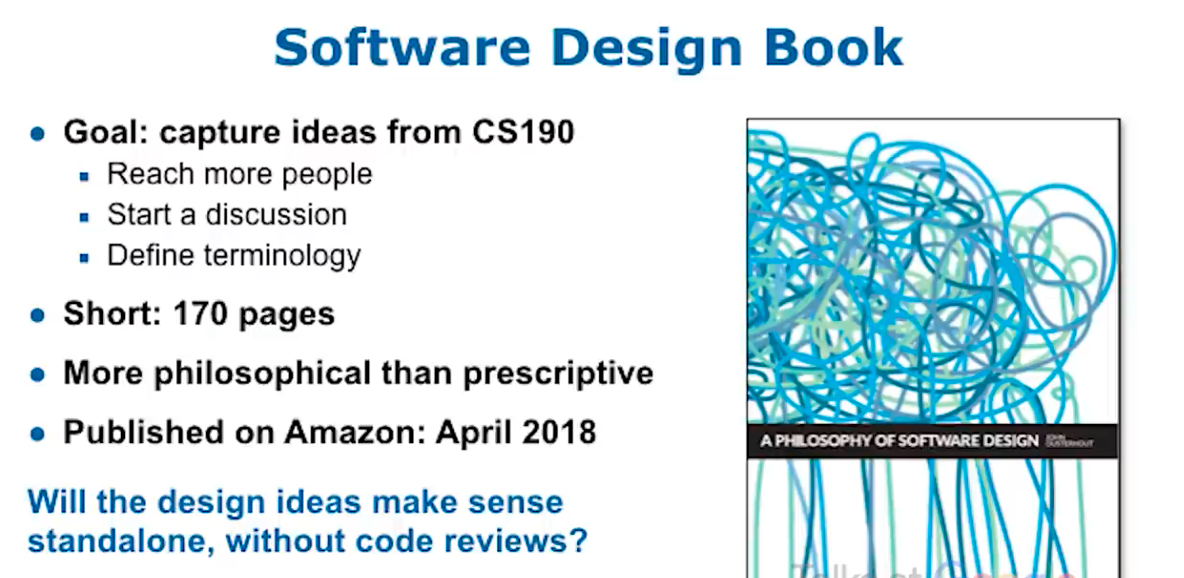 Software Design Book
• Goal: capture ideas from CS190
▪ Reach more people
▪ Start a discussion
▪ Define terminology
• Short: 170 pages
• More philosophical than prescriptive
• Published on Amazon: April 2018
Will the design ideas make sense
standalone, without code reviews?
A PHILOSOPHY OF SOFTWARE DESIGN
JOHN
OUSTERHOUT
Talks at